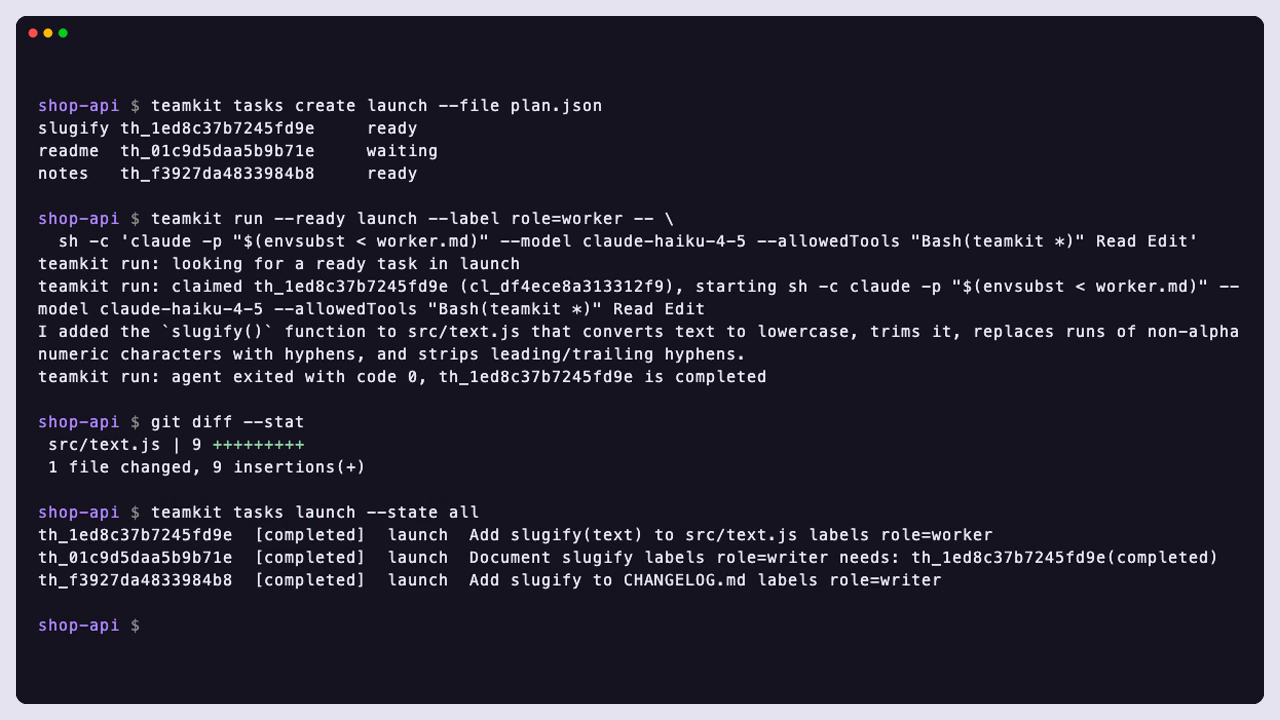 shop-api $ teamkit tasks create launch --file plan.json
slugify th_1ed8c37b7245fd9e     ready
readme  th_01c9d5daa5b9b71e     waiting
notes   th_f3927da4833984b8     ready
shop-api $ teamkit run --ready launch --label role=worker -- \
  sh -c 'claude -p "$(envsubst < worker.md)" --model claude-haiku-4-5 --allowedTools "Bash(teamkit *)" Read Edit'
teamkit run: looking for a ready task in launch
teamkit run: claimed th_1ed8c37b7245fd9e (cl_df4ece8a313312f9), starting sh -c claude -p "$(envsubst < worker.md)" --
model claude-haiku-4-5 --allowedTools "Bash(teamkit *)" Read Edit
I added the `slugify()` function to src/text.js that converts text to lowercase, trims it, replaces runs of non-alpha
numeric characters with hyphens, and strips leading/trailing hyphens.
teamkit run: agent exited with code 0, th_1ed8c37b7245fd9e is completed
shop-api $ git diff --stat
 src/text.js | 9 +++++++++
 1 file changed, 9 insertions(+)
shop-api $ teamkit tasks launch --state all
th_1ed8c37b7245fd9e  [completed]  launch  Add slugify(text) to src/text.js labels role=worker
th_01c9d5daa5b9b71e  [completed]  launch  Document slugify labels role=writer needs: th_1ed8c37b7245fd9e(completed)
th_f3927da4833984b8  [completed]  launch  Add slugify to CHANGELOG.md labels role=writer
shop-api $